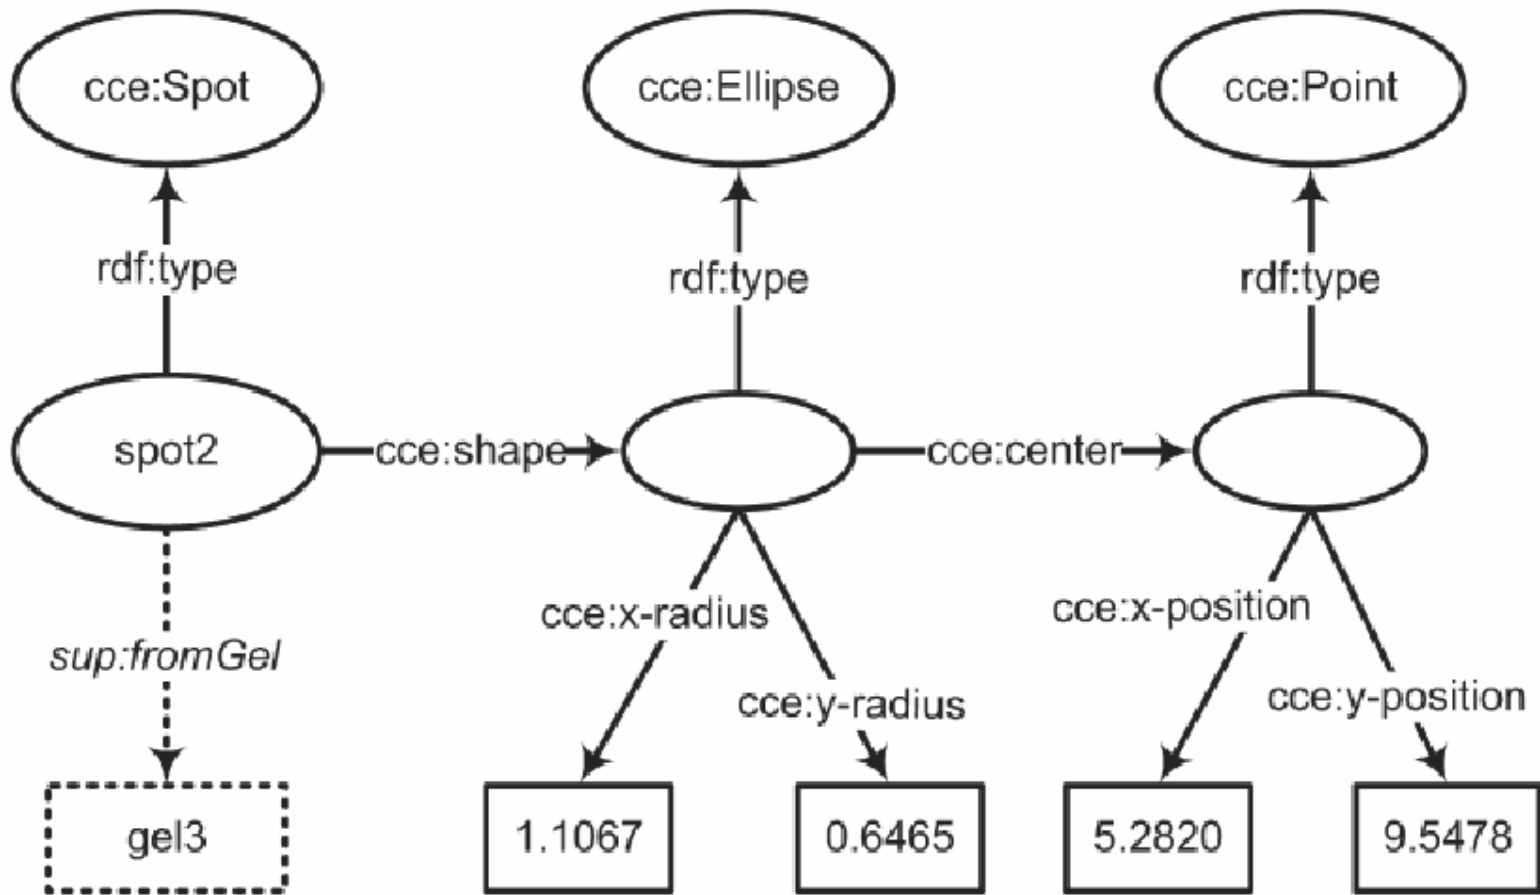 cce:Spot
cce:Ellipse
cce:Point
rdf:type
rdf:type
rdf:type
spot2
cce:shape
cce:center
sup:fromGel
cce:x-radius
cce:y-radius
cce:x-position
cce:y-position
gel3
1.1067
0.6465
5.2820
9.5478